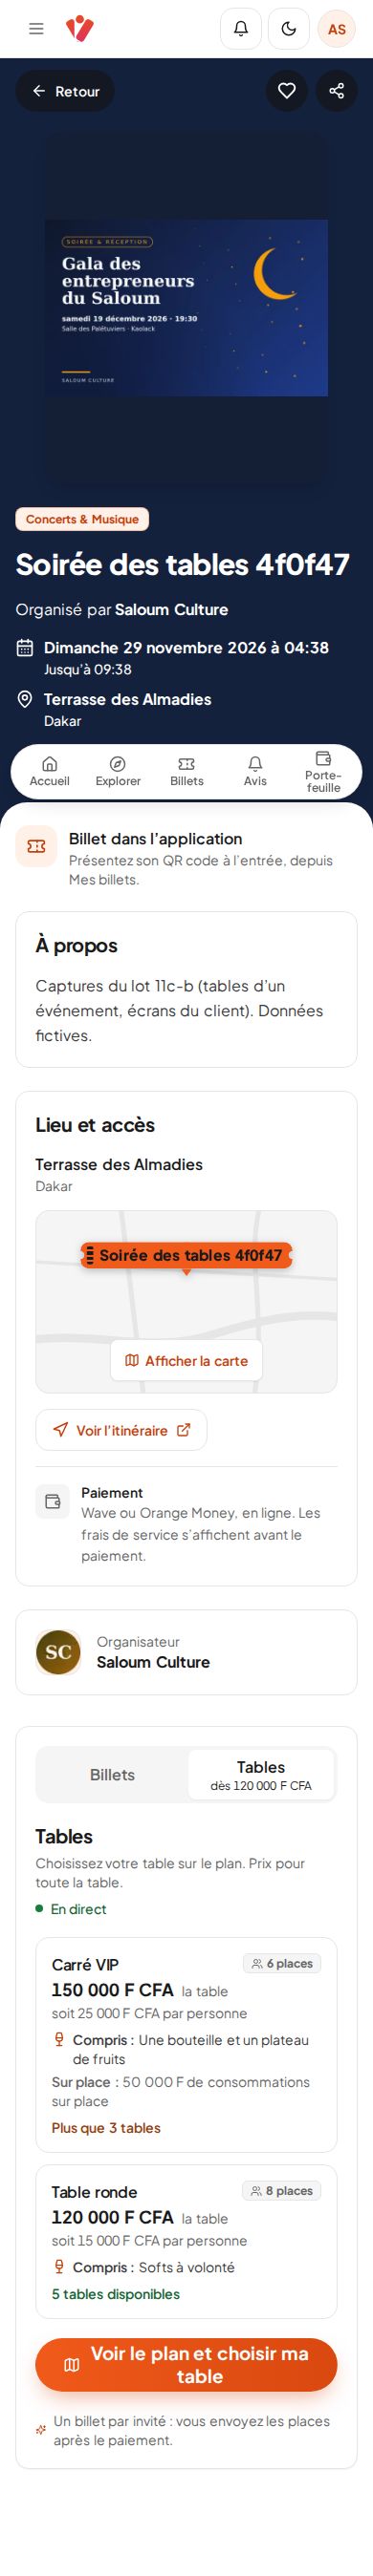 AS
Retour
SOIRÉE & RÉCEPTION
Gala des
entrepreneurs
du Saloum
samedi 19 décembre 2026 · 19:30
Salle des Palétuviers · Kaolack
SALOUM CULTURE
Concerts & Musique
Soirée des tables 4f0f47
Organisé par Saloum Culture
Dimanche 29 novembre 2026 à 04:38
Jusqu’à 09:38
Terrasse des Almadies
Dakar
Accueil
Explorer
Billets
Avis
Porte-
feuille
Billet dans l’application
Présentez son QR code à l’entrée, depuis
Mes billets.
À propos
Captures du lot 11c-b (tables d’un
événement, écrans du client). Données
fictives.
Lieu et accès
Terrasse des Almadies
Dakar
Soirée des tables 4f0f47
Afficher la carte
Voir l’itinéraire
Paiement
Wave ou Orange Money, en ligne. Les
frais de service s’affichent avant le
paiement.
SC
Organisateur
Saloum Culture
Billets
Tables
dès 120 000 F CFA
Tables
Choisissez votre table sur le plan. Prix pour
toute la table.
En direct
Carré VIP
6 places
150 000 F CFA la table
soit 25 000 F CFA par personne
Compris : Une bouteille et un plateau
de fruits
Sur place : 50 000 F de consommations
sur place
Plus que 3 tables
Table ronde
8 places
120 000 F CFA la table
soit 15 000 F CFA par personne
Compris : Softs à volonté
5 tables disponibles
Voir le plan et choisir ma
table
Un billet par invité : vous envoyez les places
après le paiement.